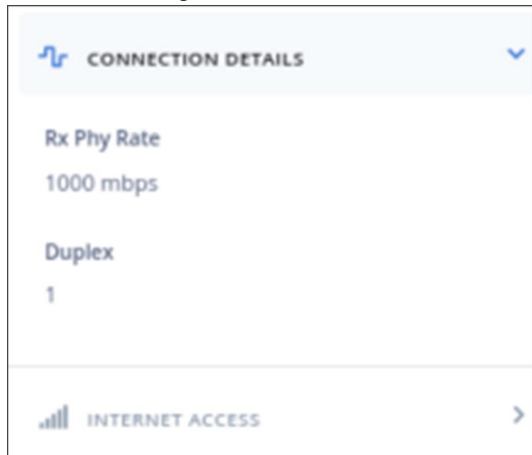 CONNECTION DETAILS
Rx Phy Rate
1000 mbps
Duplex
1
INTERNET ACCESS